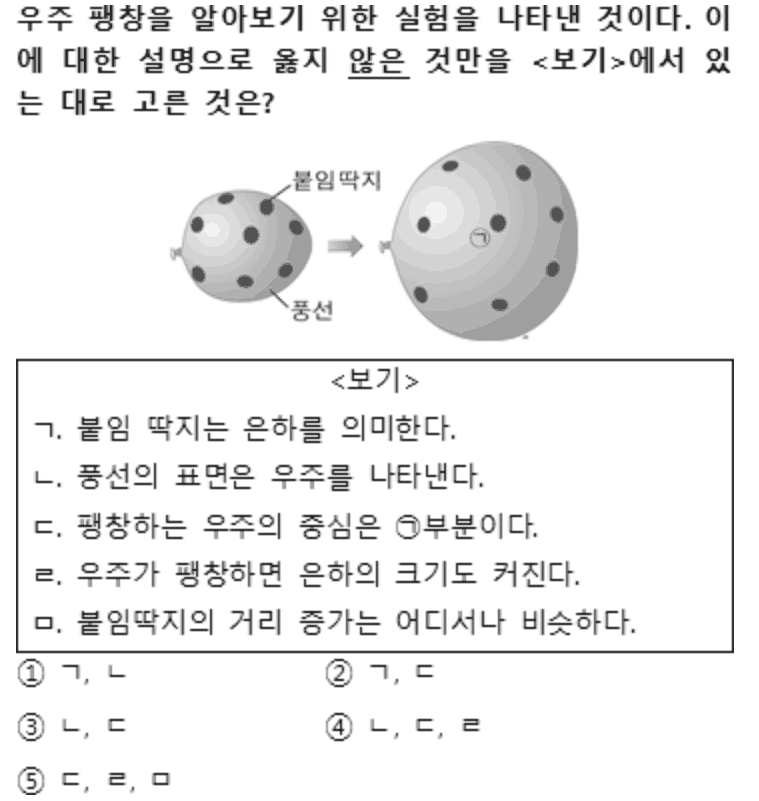 우주 팽창을 알아보기 위한 실험을 나타낸 것이다. 이
에 대한 설명으로 옳지 않은 것만을 <보기>에서 있
는 대로 고른 것은?
붙임딱지
㉠
풍선
<보기>
ㄱ. 붙임 딱지는 은하를 의미한다.
ㄴ. 풍선의 표면은 우주를 나타낸다.
ㄷ. 팽창하는 우주의 중심은 ㉠부분이다.
ㄹ. 우주가 팽창하면 은하의 크기도 커진다.
ㅁ. 붙임딱지의 거리 증가는 어디서나 비슷하다.
① ㄱ, ㄴ ② ㄱ, ㄷ
③ ㄴ, ㄷ ④ ㄴ, ㄷ, ㄹ
⑤ ㄷ, ㄹ, ㅁ